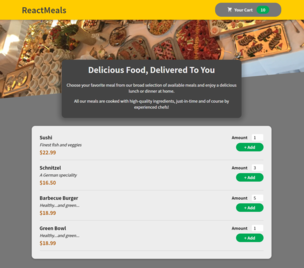 ReactMeals
Your Cart
Delicious Food, Delivered To You
Choose your favorite meal from our broad selection of available meals and enjoy a delicious
lunch or dinner at home.
All our meals are cooked with high-quality ingredients, just-in-time and of course by
experienced chefs!
Sushi
Amount 1
Finest fish and veggies
$22.99
+ Add
Schnitzel
Amount 1
A German specialty
$16.50
+ Add
Barbecue Burger
Amount 1
Healthy...and green...
$18.99
+ Add
Green Bowl
Amount 1
Healthy...and green...
$18.99
+ Add